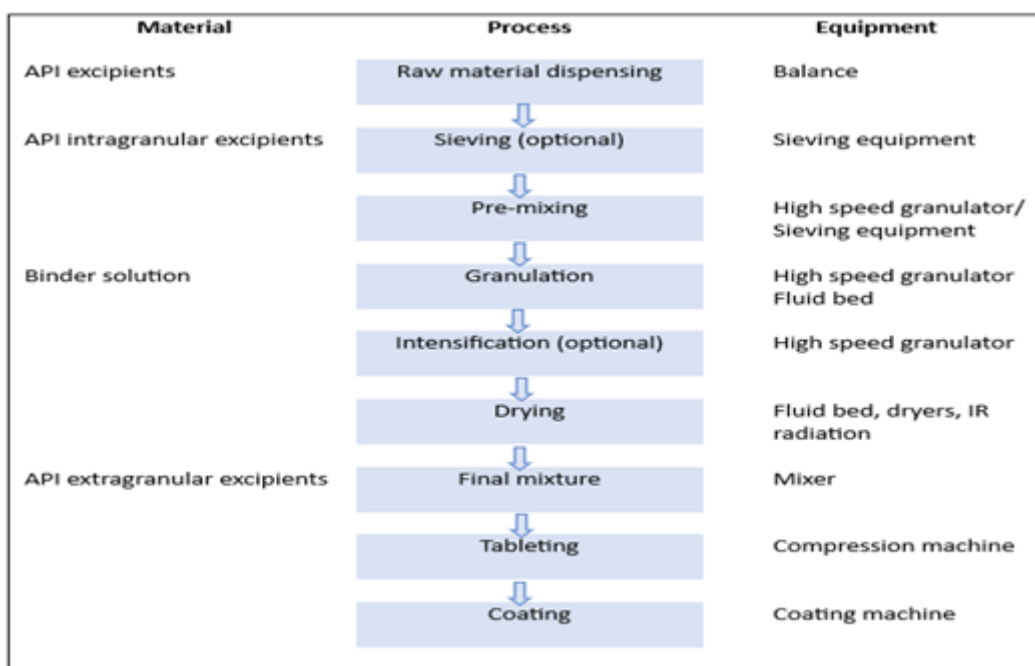 Material Process Equipment
API excipients Raw material dispensing Balance
API intragranular excipients Sieving (optional) Sieving equipment
Pre-mixing High speed granulator/
Sieving equipment
Binder solution Granulation High speed granulator
Fluid bed
Intensification (optional) High speed granulator
Drying Fluid bed, dryers, IR
radiation
API extragranular excipients Final mixture Mixer
Tableting Compression machine
Coating Coating machine